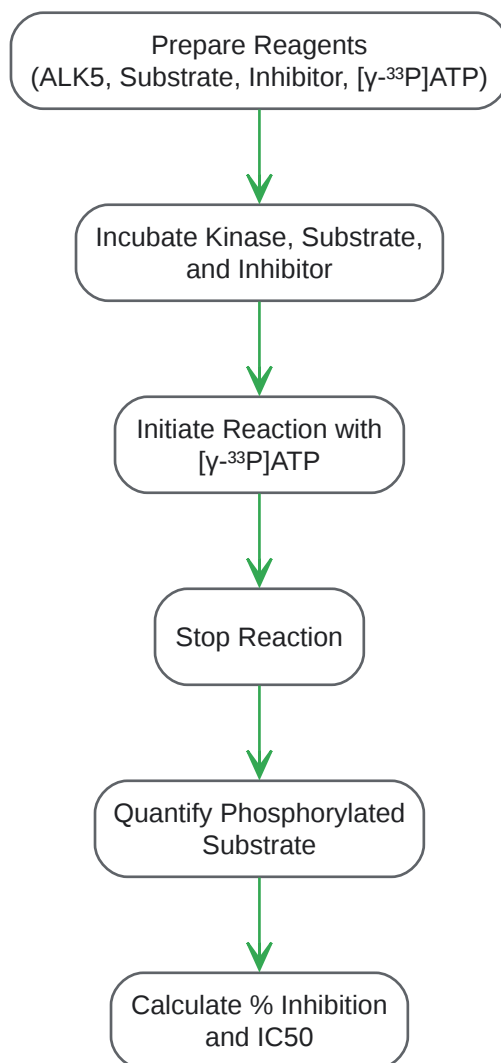 Prepare Reagents
(ALK5, Substrate, Inhibitor, [γ-³³P]ATP)
Incubate Kinase, Substrate,
and Inhibitor
Initiate Reaction with
[γ-³³P]ATP
Stop Reaction
Quantify Phosphorylated
Substrate
Calculate % Inhibition
and IC50